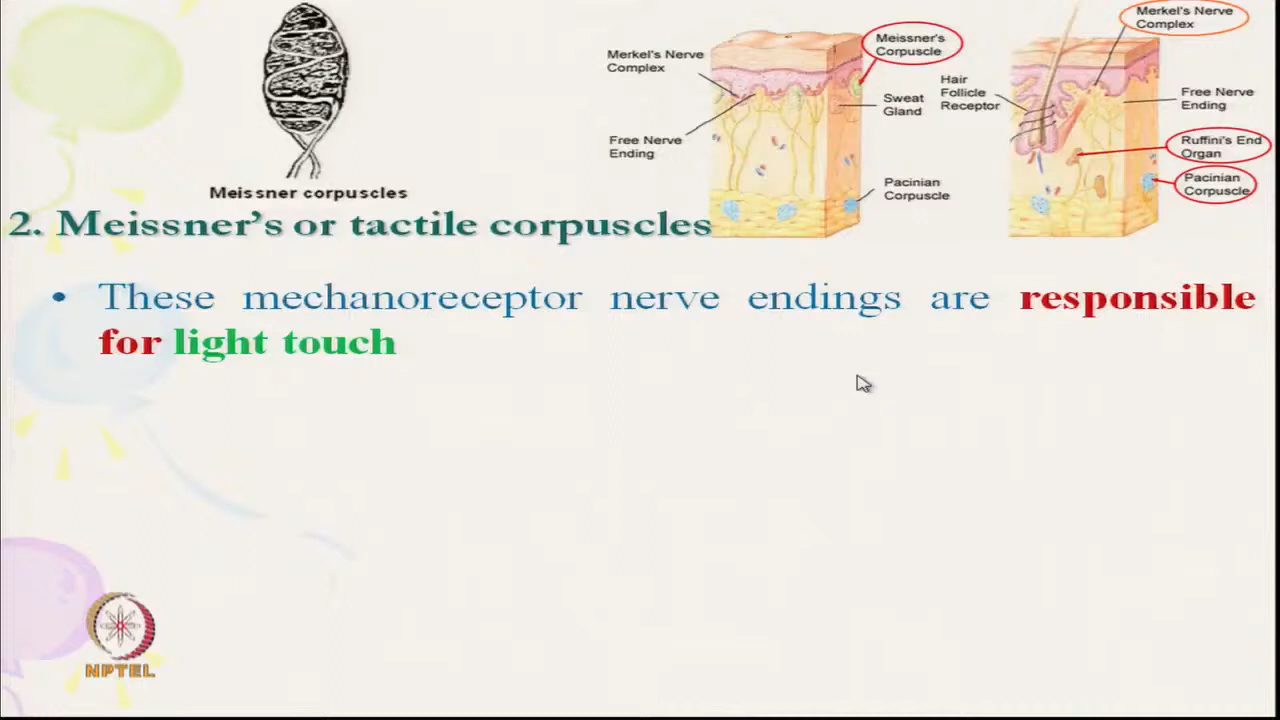 Meissner corpuscles
Merkel's Nerve
Complex
Free Nerve
Ending
Meissner's
Corpuscle
Sweat
Gland
Pacinian
Corpuscle
Hair
Follicle
Receptor
Merkel's Nerve
Complex
Free Nerve
Ending
Ruffini's End
Organ
Pacinian
Corpuscle
2. Meissner's or tactile corpuscles
• These mechanoreceptor nerve endings are responsible
for light touch
NPTEL